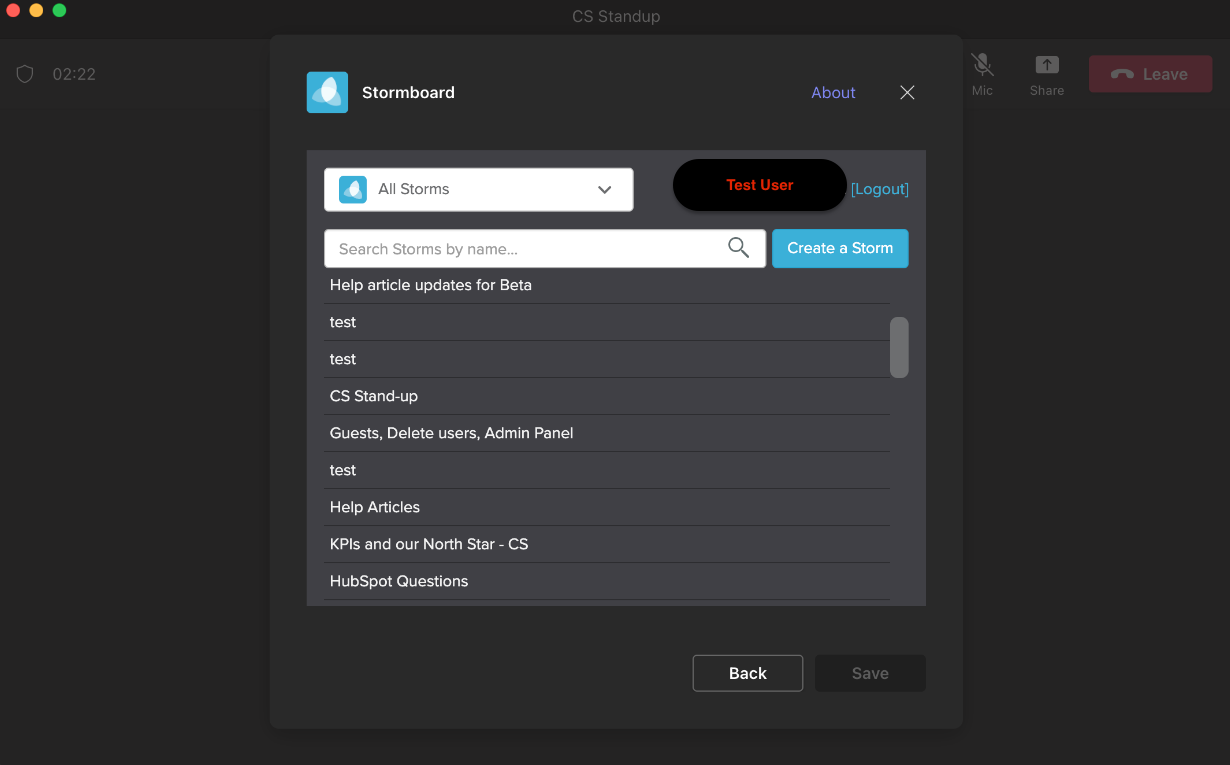 CS Standup
02:22
Mic
Share
Leave
Stormboard
About
All Storms
Test User
[Logout]
Search Storms by name...
Create a Storm
Help article updates for Beta
test
test
CS Stand-up
Guests, Delete users, Admin Panel
test
Help Articles
KPIs and our North Star - CS
HubSpot Questions
Back
Save